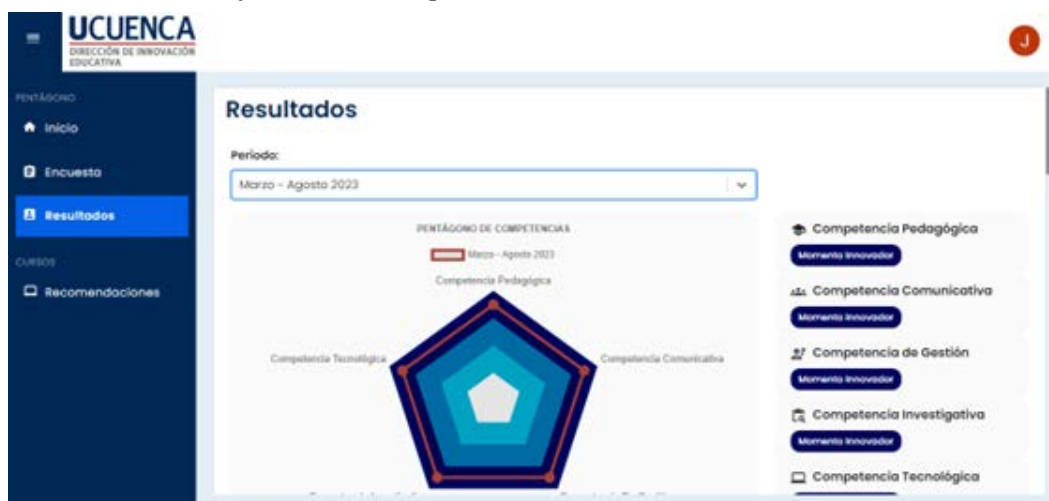 UCUENCA
DIRECCIÓN DE INNOVACIÓN
EDUCATIVA
J
PENTÁGONO
Inicio
Encuesta
Resultados
CURSOS
Recomendaciones
Resultados
Período:
Marzo - Agosto 2023
PENTÁGONO DE COMPETENCIAS
Marzo - Agosto 2023
Competencia Pedagógica
Competencia Tecnológica
Competencia Comunicativa
Competencia Pedagógica
Momento Innovador
Competencia Comunicativa
Momento Innovador
Competencia de Gestión
Momento Innovador
Competencia Investigativa
Momento Innovador
Competencia Tecnológica